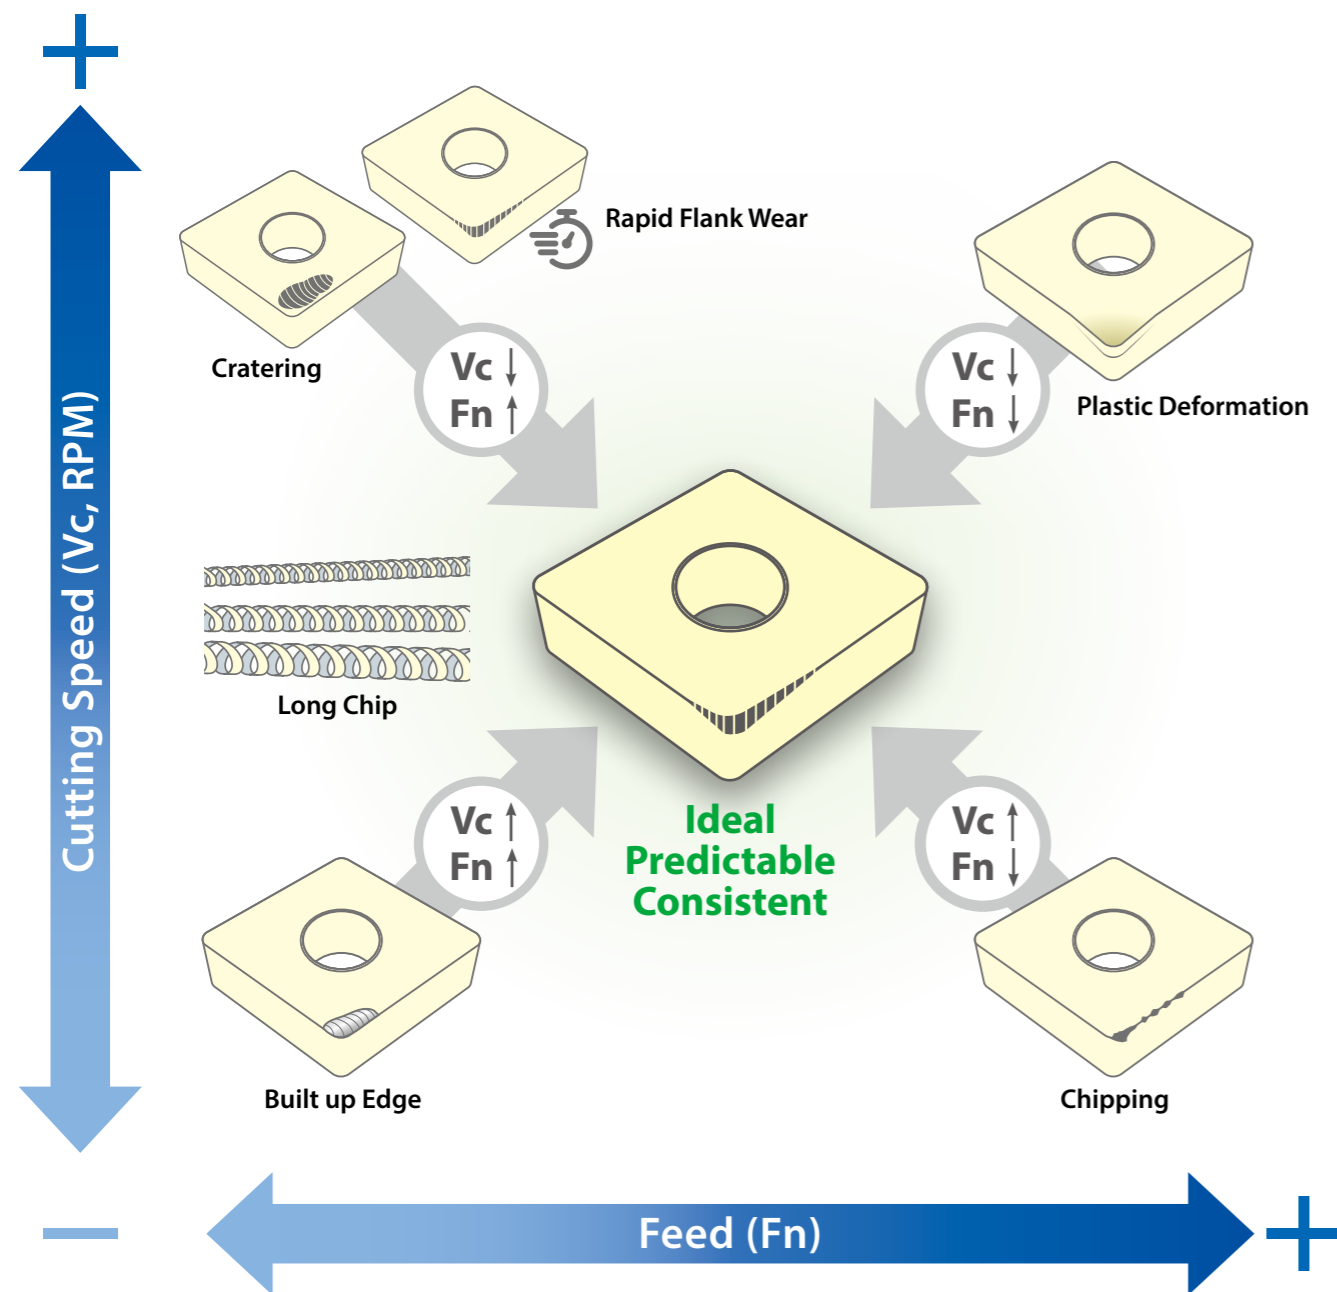 +
Rapid Flank Wear
Cratering
Vc ↓
Fn ↑
Vc ↓
Fn ↓
Plastic Deformation
Cutting Speed (Vc, RPM)
Long Chip
Ideal
Predictable
Consistent
Vc ↑
Fn ↑
Vc ↑
Fn ↓
Built up Edge
Chipping
−
Feed (Fn)
+